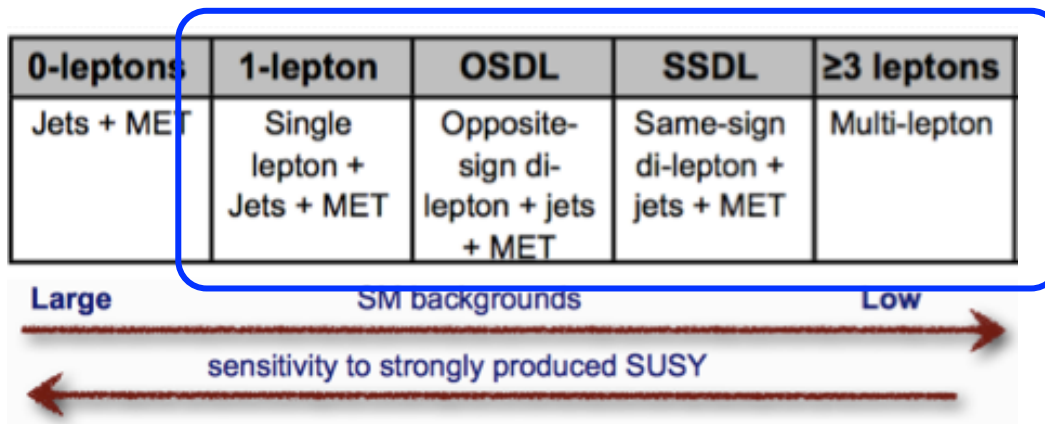 0-leptons 1-lepton OSDL SSDL ≥3 leptons
Jets + MET
Single
lepton +
Jets + MET
Opposite-
sign di-
lepton + jets
+ MET
Same-sign
di-lepton +
jets + MET
Multi-lepton
Large SM backgrounds Low
sensitivity to strongly produced SUSY